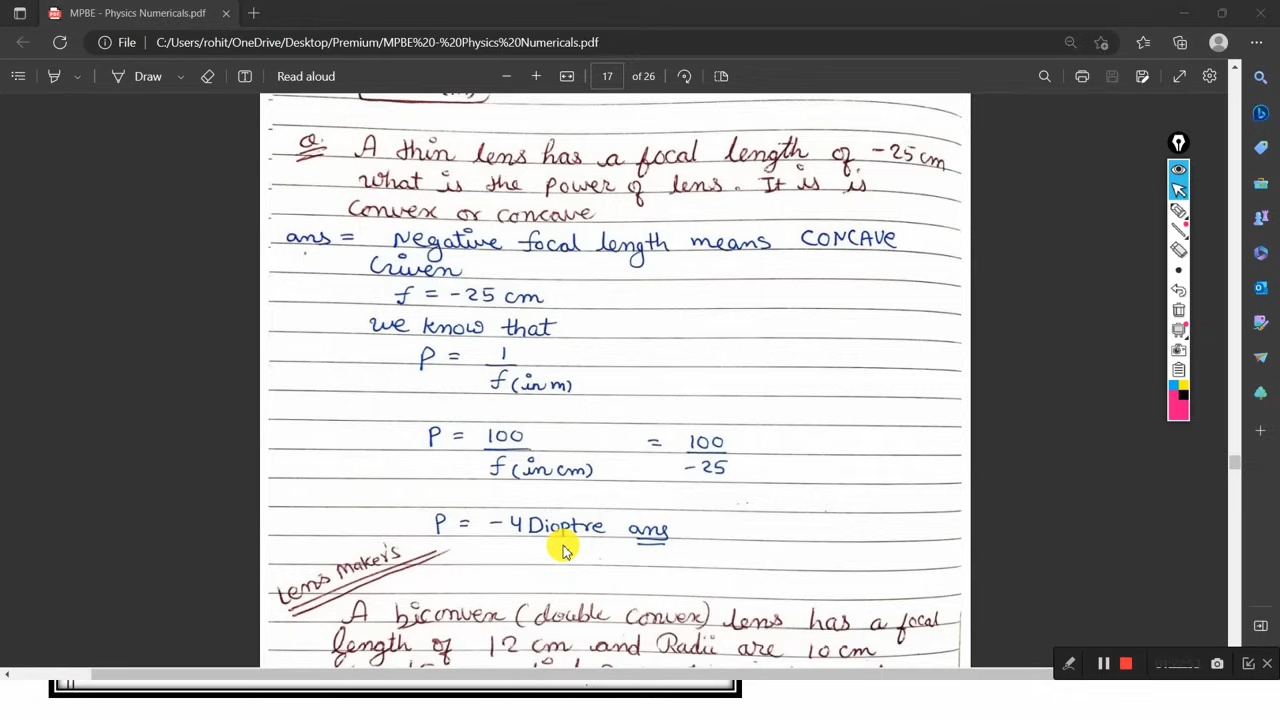 MPBE - Physics Numericals.pdf
File C:/Users/rohit/OneDrive/Desktop/Premium/MPBE%20-%20Physics%20Numericals.pdf
Draw Read aloud 17 of 26
Q. A thin lens has a focal length of -25cm
what is the power of lens. It is is
convex or concave
ans = Negative focal length means CONCAVE
Given
f = -25 cm
we know that
P = 1
f (in m)
P = 100 = 100
f (in cm) -25
P = -4 Dioptre ans
Lens Maker's
A biconvex (double convex) lens has a focal
length of 12 cm and Radii are 10 cm